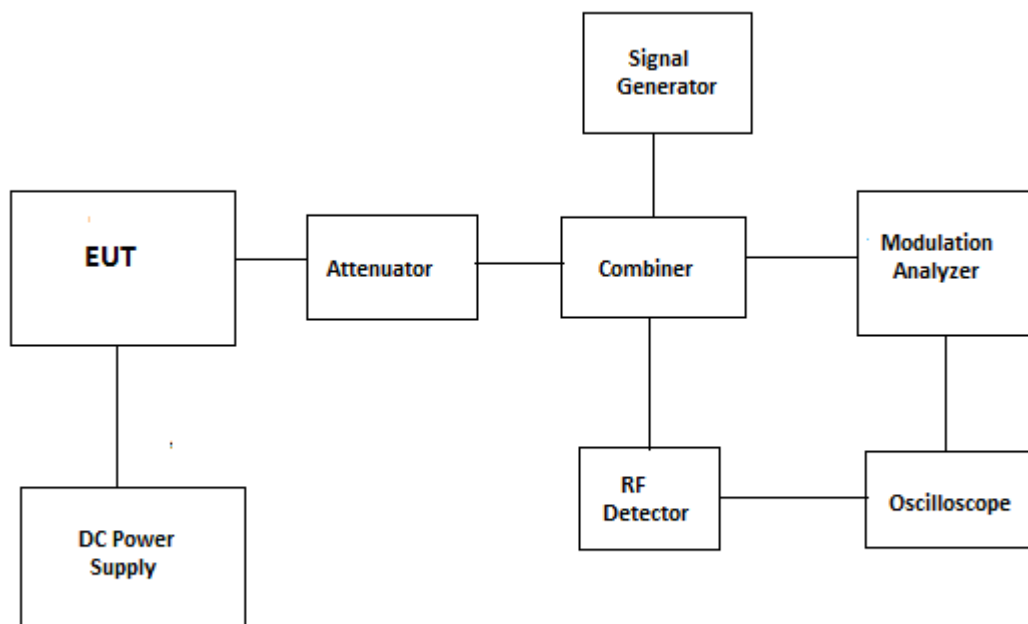 Signal
Generator
EUT
Attenuator
Combiner
Modulation
Analyzer
RF
Detector
Oscilloscope
DC Power
Supply